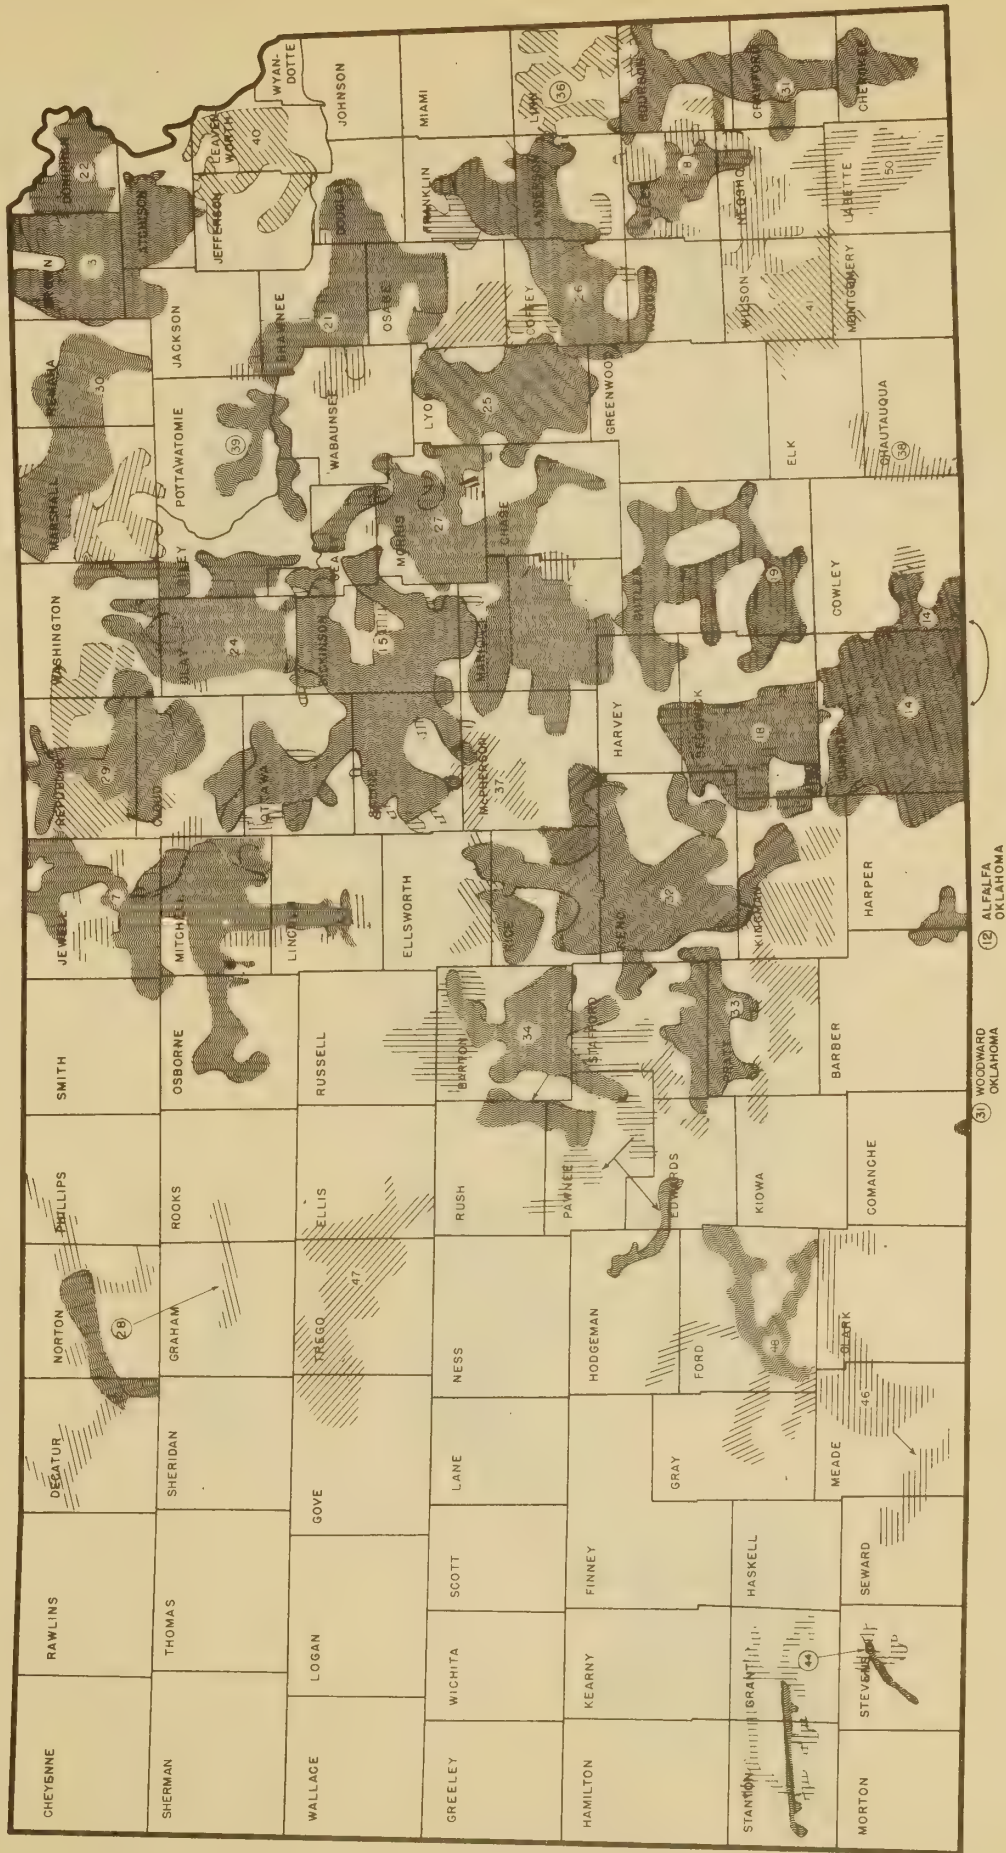 CHEYENNE
RAWLINS
DECATUR
NORTON
PHILLIPS
SMITH
JEWELL
7
REPUBLIC
29
WASHINGTON
MARSHALL
NEMAHA
30
BROWN
3
DONIPHAN
22
SHERMAN
THOMAS
SHERIDAN
GRAHAM
28
ROOKS
OSBORNE
MITCHELL
CLOUD
CLAY
24
RILEY
POTTAWATOMIE
39
JACKSON
ATCHISON
JEFFERSON
LEAVEN
WORTH
40
WYAN-
DOTTE
WALLACE
LOGAN
GOVE
TREGO
47
ELLIS
RUSSELL
LINCOLN
OTTAWA
DICKINSON
15
GEARY
WABAUNSEE
SHAWNEE
21
DOUGLAS
JOHNSON
GREELEY
WICHITA
SCOTT
LANE
NESS
RUSH
BARTON
34
ELLSWORTH
SALINE
MORRIS
27
LYON
25
OSAGE
FRANKLIN
MIAMI
HAMILTON
KEARNY
FINNEY
HODGEMAN
PAWNEE
STAFFORD
RICE
McPHERSON
37
MARION
CHASE
COFFEY
26
ANDERSON
LINN
36
STANTON
GRANT
44
HASKELL
GRAY
FORD
48
EDWARDS
KIOWA
PRATT
33
RENO
32
KINGMAN
HARVEY
SEDGWICK
18
BUTLER
19
GREENWOOD
WOODSON
ALLEN
8
BOURBON
MORTON
STEVENS
SEWARD
MEADE
46
CLARK
COMANCHE
BARBER
HARPER
SUMNER
14
14
COWLEY
ELK
CHAUTAUQUA
38
WILSON
41
MONTGOMERY
NEOSHO
LABETTE
50
CRAWFORD
31
CHEROKEE
31 WOODWARD
OKLAHOMA
12 ALFALFA
OKLAHOMA